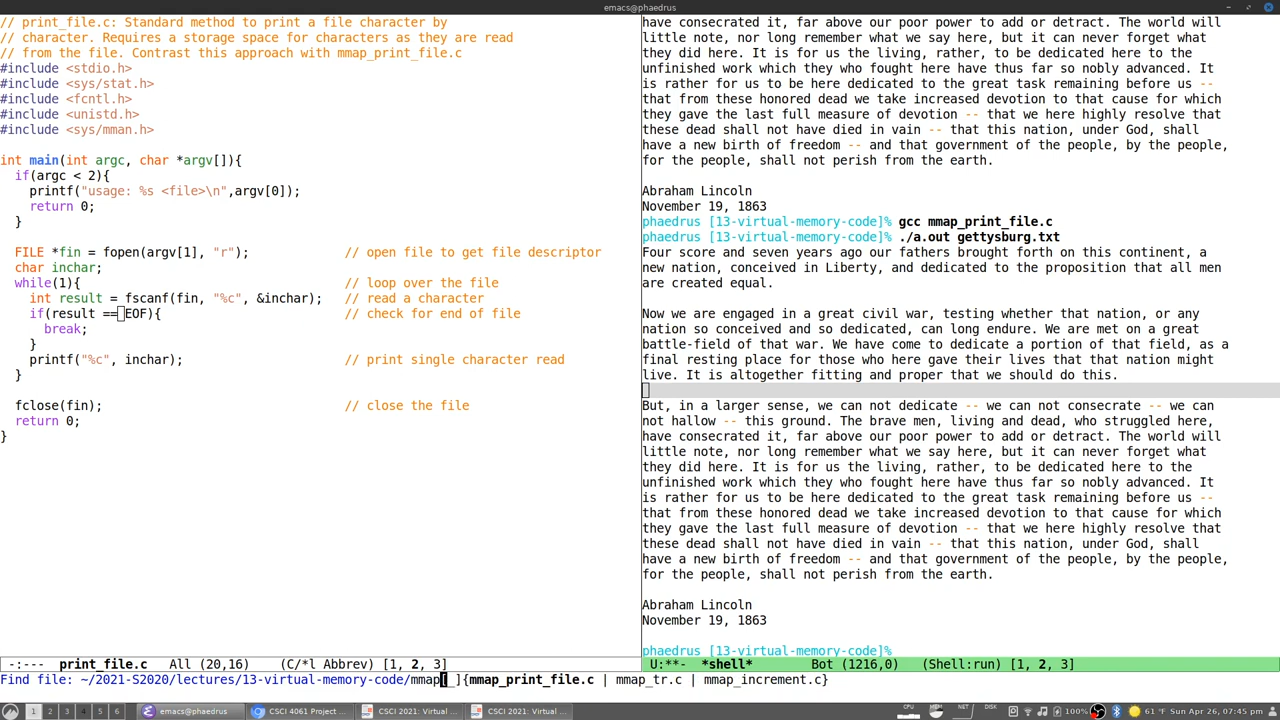 emacs@phaedrus
// print_file.c: Standard method to print a file character by
// character. Requires a storage space for characters as they are read
// from the file. Contrast this approach with mmap_print_file.c
#include <stdio.h>
#include <sys/stat.h>
#include <fcntl.h>
#include <unistd.h>
#include <sys/mman.h>
int main(int argc, char *argv[]){
  if(argc < 2){
    printf("usage: %s <file>\n",argv[0]);
    return 0;
  }
  FILE *fin = fopen(argv[1], "r");             // open file to get file descriptor
  char inchar;
  while(1){                                    // loop over the file
    int result = fscanf(fin, "%c", &inchar);   // read a character
    if(result == EOF){                         // check for end of file
      break;
    }
    printf("%c", inchar);                      // print single character read
  }
  fclose(fin);                                 // close the file
  return 0;
}
-:---  print_file.c   All (20,16)    (C/*l Abbrev) [1, 2, 3]
have consecrated it, far above our poor power to add or detract. The world will
little note, nor long remember what we say here, but it can never forget what
they did here. It is for us the living, rather, to be dedicated here to the
unfinished work which they who fought here have thus far so nobly advanced. It
is rather for us to be here dedicated to the great task remaining before us --
that from these honored dead we take increased devotion to that cause for which
they gave the last full measure of devotion -- that we here highly resolve that
these dead shall not have died in vain -- that this nation, under God, shall
have a new birth of freedom -- and that government of the people, by the people,
for the people, shall not perish from the earth.
Abraham Lincoln
November 19, 1863
phaedrus [13-virtual-memory-code]% gcc mmap_print_file.c
phaedrus [13-virtual-memory-code]% ./a.out gettysburg.txt
Four score and seven years ago our fathers brought forth on this continent, a
new nation, conceived in Liberty, and dedicated to the proposition that all men
are created equal.
Now we are engaged in a great civil war, testing whether that nation, or any
nation so conceived and so dedicated, can long endure. We are met on a great
battle-field of that war. We have come to dedicate a portion of that field, as a
final resting place for those who here gave their lives that that nation might
live. It is altogether fitting and proper that we should do this.
But, in a larger sense, we can not dedicate -- we can not consecrate -- we can
not hallow -- this ground. The brave men, living and dead, who struggled here,
have consecrated it, far above our poor power to add or detract. The world will
little note, nor long remember what we say here, but it can never forget what
they did here. It is for us the living, rather, to be dedicated here to the
unfinished work which they who fought here have thus far so nobly advanced. It
is rather for us to be here dedicated to the great task remaining before us --
that from these honored dead we take increased devotion to that cause for which
they gave the last full measure of devotion -- that we here highly resolve that
these dead shall not have died in vain -- that this nation, under God, shall
have a new birth of freedom -- and that government of the people, by the people,
for the people, shall not perish from the earth.
Abraham Lincoln
November 19, 1863
phaedrus [13-virtual-memory-code]%
U:**-  *shell*        Bot (1216,0)   (Shell:run) [1, 2, 3]
Find file: ~/2021-S2020/lectures/13-virtual-memory-code/mmap[_]{mmap_print_file.c | mmap_tr.c | mmap_increment.c}
1 2 3 4 5 6 emacs@phaedrus CSCI 4061 Project ... CSCI 2021: Virtual ... CSCI 2021: Virtual ... CPU MEM NET DISK 100% 61 °F Sun Apr 26, 07:45 PM